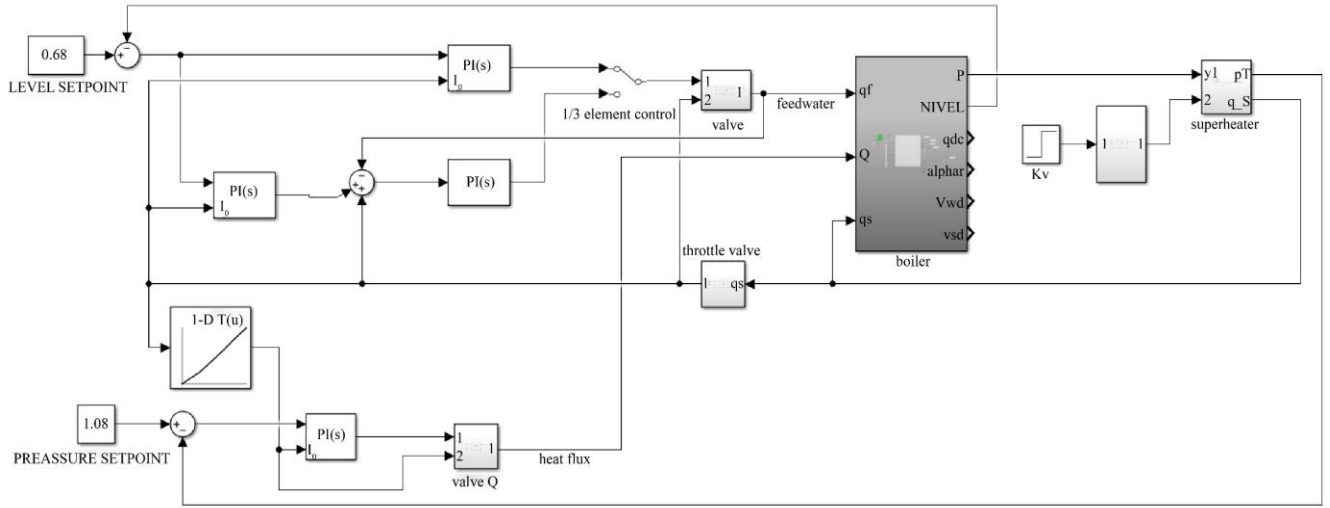 0.68
LEVEL SETPOINT
PI(s)
I₀
1/3 element control
1
2
1
valve
feedwater
qf
Q
qs
P
NIVEL
qdc
alphar
Vwd
vsd
boiler
Kv
1
1
y1
pT
2
q_S
superheater
PI(s)
I₀
PI(s)
throttle valve
qs
1-D T(u)
1.08
PREASSURE SETPOINT
PI(s)
I₀
1
2
1
valve Q
heat flux